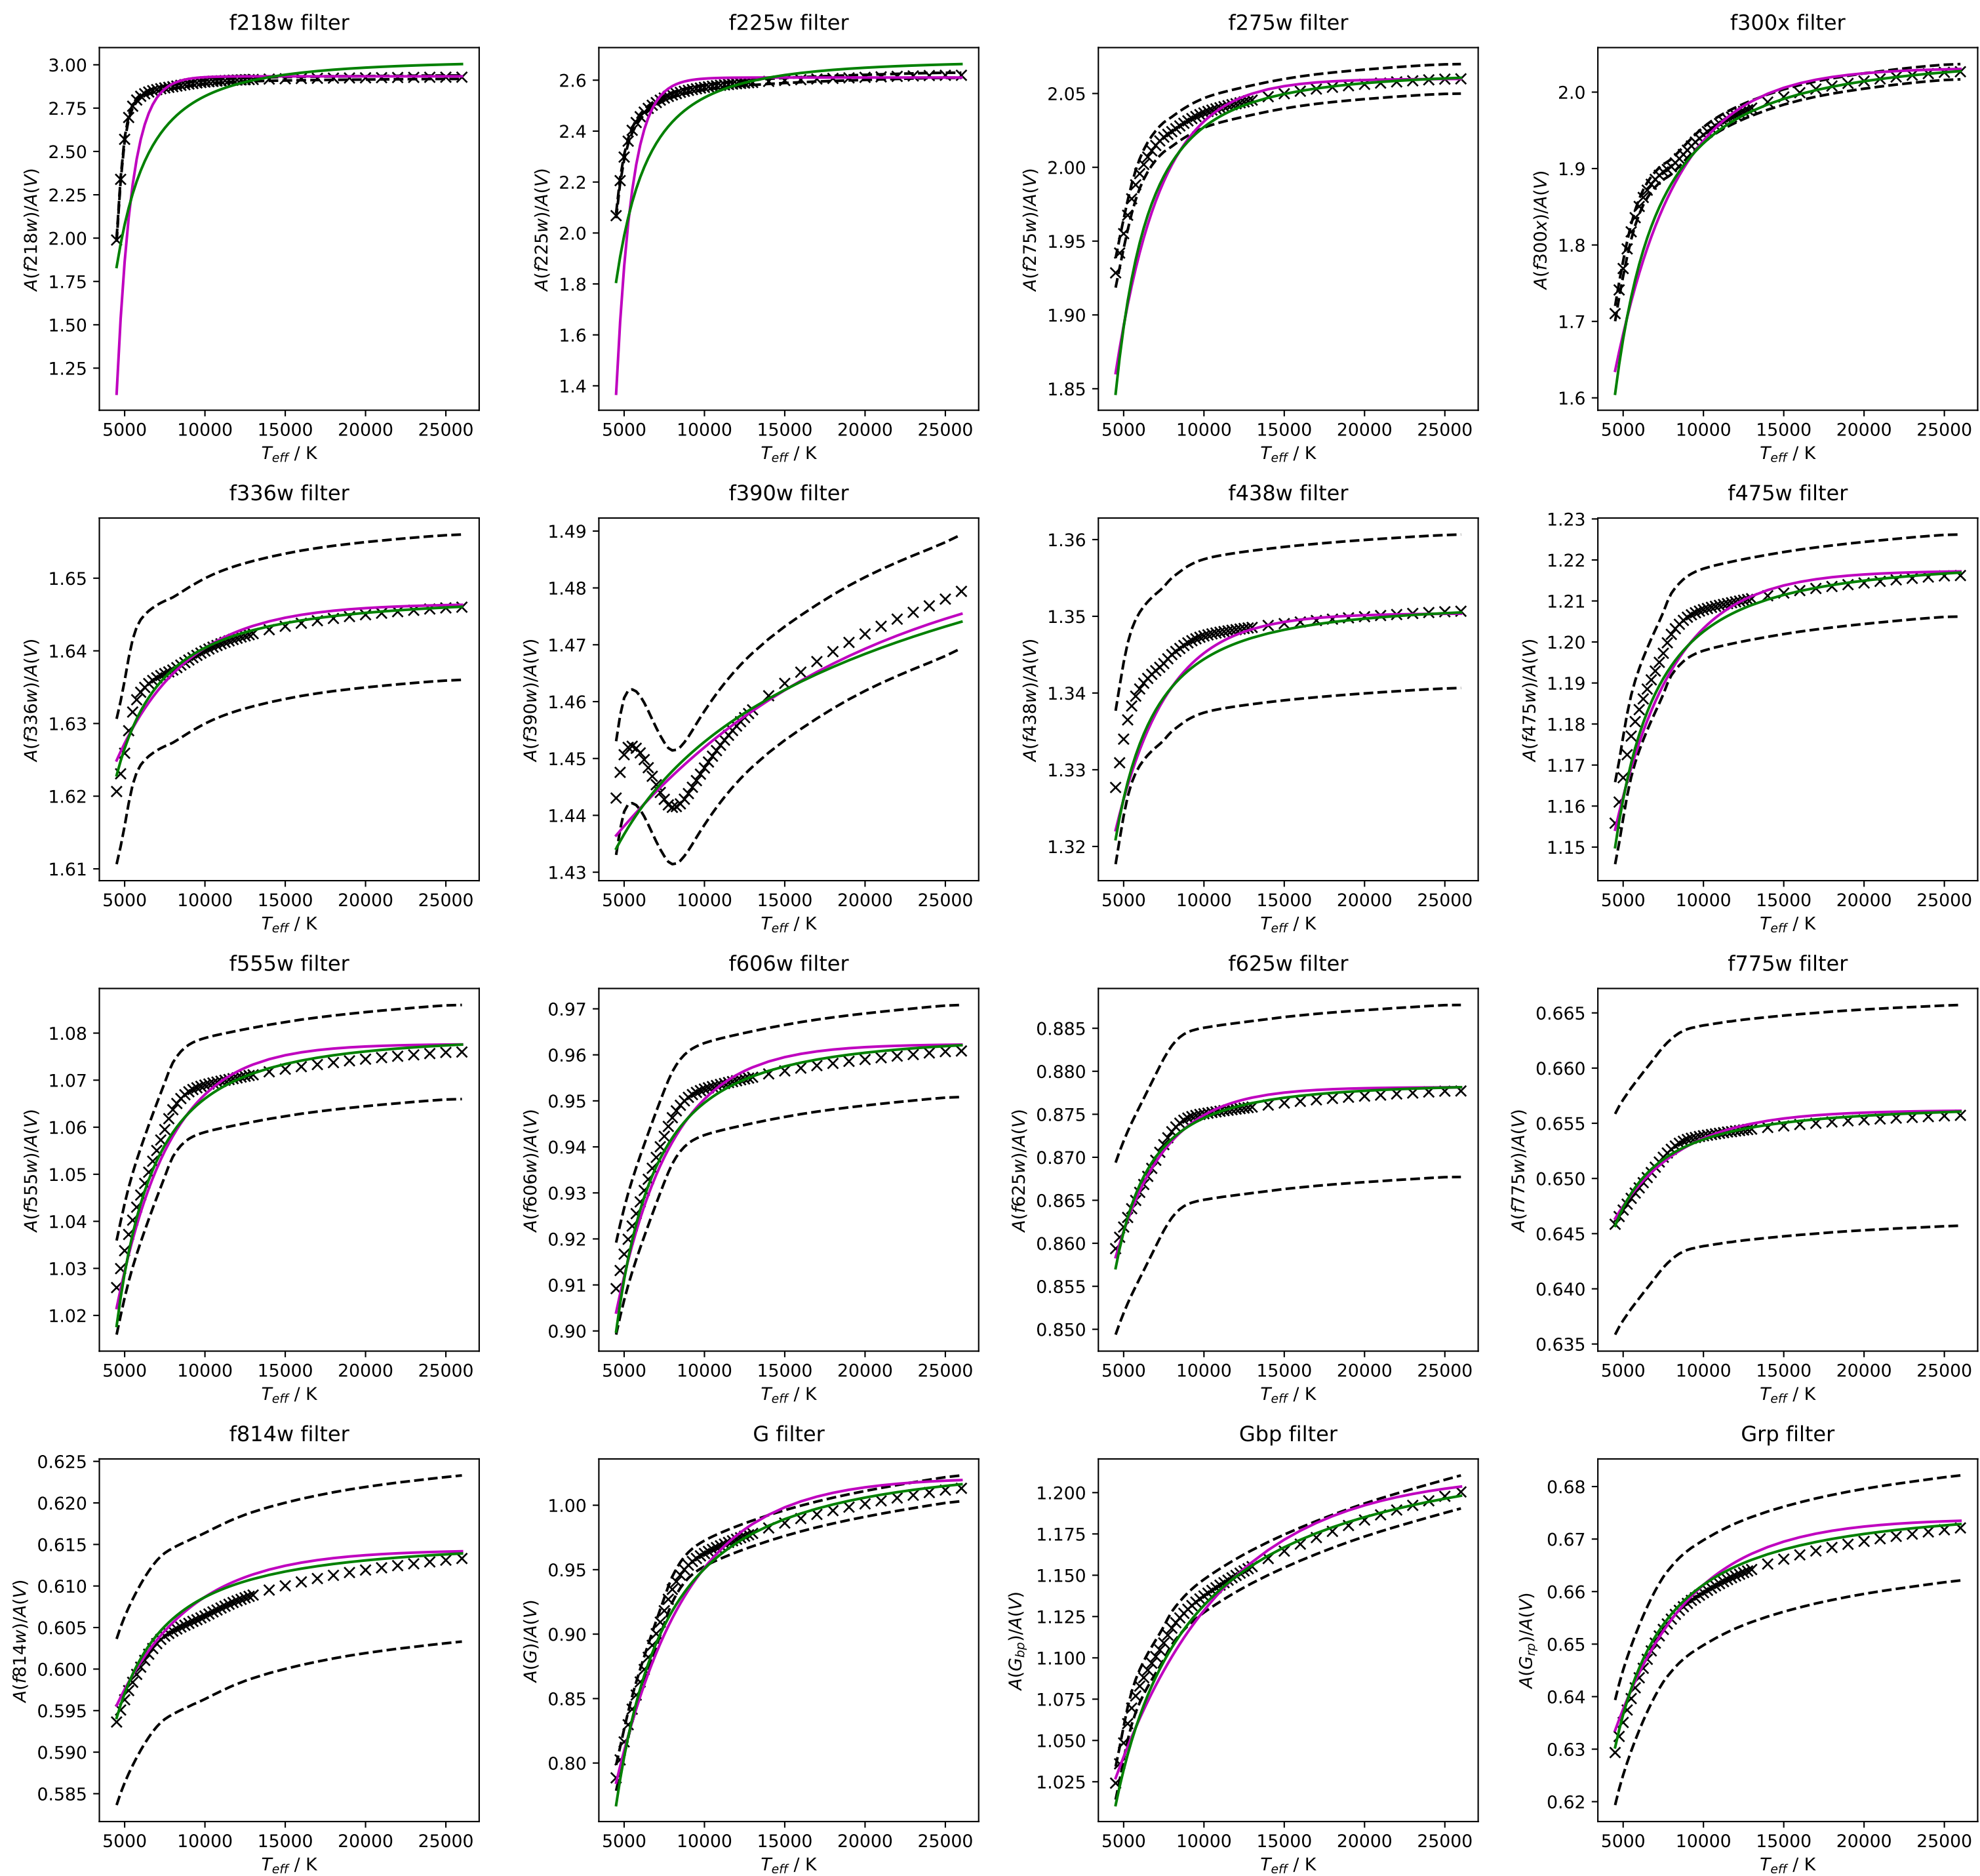 f218w filter
A(f218w)/A(V)
3.00
2.75
2.50
2.25
2.00
1.75
1.50
1.25
5000 10000 15000 20000 25000
T_eff / K
f225w filter
A(f225w)/A(V)
2.6
2.4
2.2
2.0
1.8
1.6
1.4
5000 10000 15000 20000 25000
T_eff / K
f275w filter
A(f275w)/A(V)
2.05
2.00
1.95
1.90
1.85
5000 10000 15000 20000 25000
T_eff / K
f300x filter
A(f300x)/A(V)
2.0
1.9
1.8
1.7
1.6
5000 10000 15000 20000 25000
T_eff / K
f336w filter
A(f336w)/A(V)
1.65
1.64
1.63
1.62
1.61
5000 10000 15000 20000 25000
T_eff / K
f390w filter
A(f390w)/A(V)
1.49
1.48
1.47
1.46
1.45
1.44
1.43
5000 10000 15000 20000 25000
T_eff / K
f438w filter
A(f438w)/A(V)
1.36
1.35
1.34
1.33
1.32
5000 10000 15000 20000 25000
T_eff / K
f475w filter
A(f475w)/A(V)
1.23
1.22
1.21
1.20
1.19
1.18
1.17
1.16
1.15
5000 10000 15000 20000 25000
T_eff / K
f555w filter
A(f555w)/A(V)
1.08
1.07
1.06
1.05
1.04
1.03
1.02
5000 10000 15000 20000 25000
T_eff / K
f606w filter
A(f606w)/A(V)
0.97
0.96
0.95
0.94
0.93
0.92
0.91
0.90
5000 10000 15000 20000 25000
T_eff / K
f625w filter
A(f625w)/A(V)
0.885
0.880
0.875
0.870
0.865
0.860
0.855
0.850
5000 10000 15000 20000 25000
T_eff / K
f775w filter
A(f775w)/A(V)
0.665
0.660
0.655
0.650
0.645
0.640
0.635
5000 10000 15000 20000 25000
T_eff / K
f814w filter
A(f814w)/A(V)
0.625
0.620
0.615
0.610
0.605
0.600
0.595
0.590
0.585
5000 10000 15000 20000 25000
T_eff / K
G filter
A(G)/A(V)
1.00
0.95
0.90
0.85
0.80
5000 10000 15000 20000 25000
T_eff / K
Gbp filter
A(G_bp)/A(V)
1.200
1.175
1.150
1.125
1.100
1.075
1.050
1.025
5000 10000 15000 20000 25000
T_eff / K
Grp filter
A(G_rp)/A(V)
0.68
0.67
0.66
0.65
0.64
0.63
0.62
5000 10000 15000 20000 25000
T_eff / K